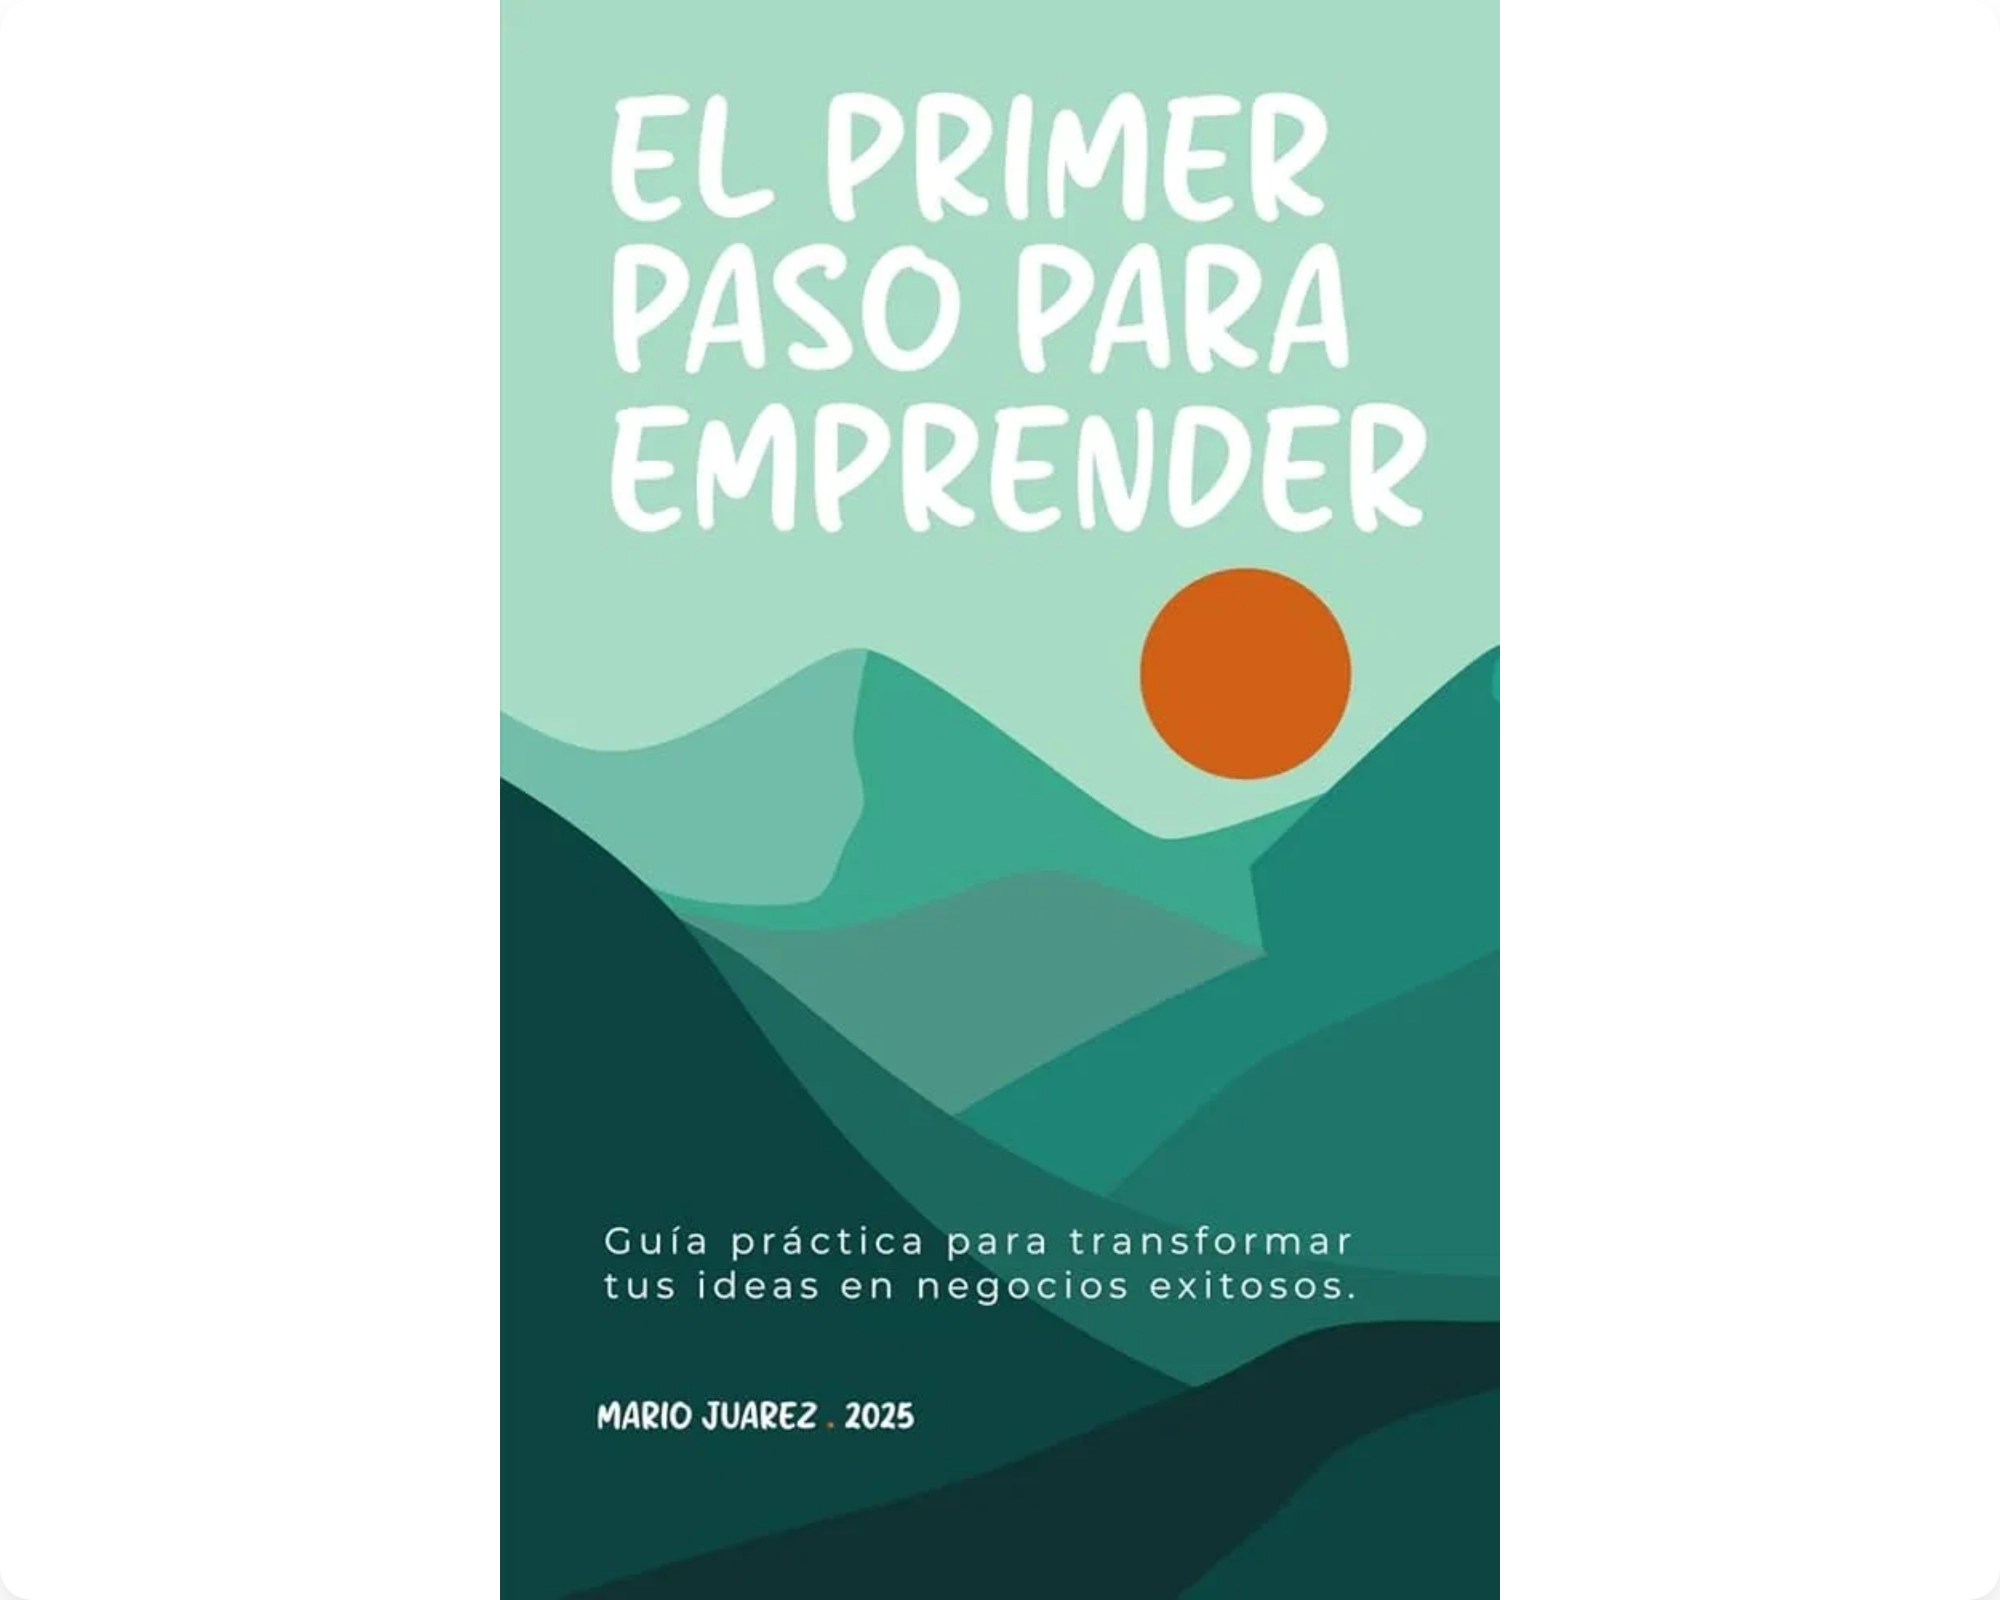 EL PRIMER
PASO PARA
EMPRENDER
Guía práctica para transformar
tus ideas en negocios exitosos.
MARIO JUAREZ . 2025